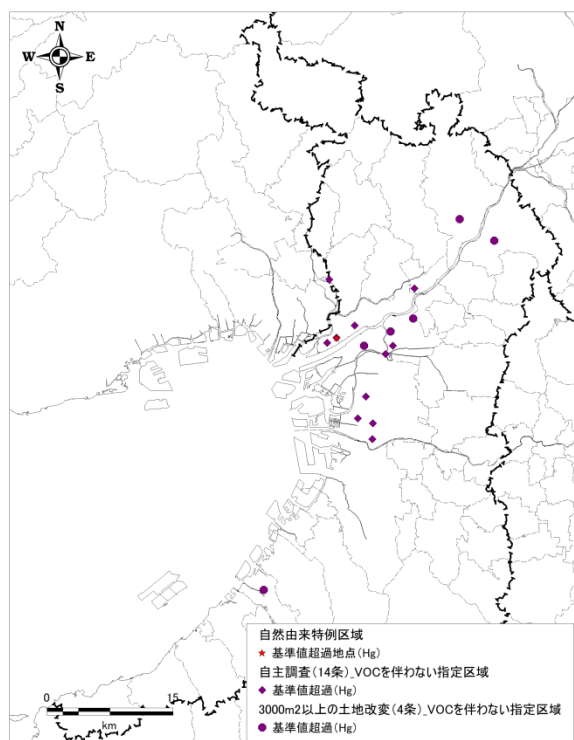 N
W E
S
自然由来特例区域
基準値超過地点(Hg)
自主調査(14条)_VOCを伴わない指定区域
基準値超過(Hg)
3000m2以上の土地改変(4条)_VOCを伴わない指定区域
基準値超過(Hg)
0 15
km